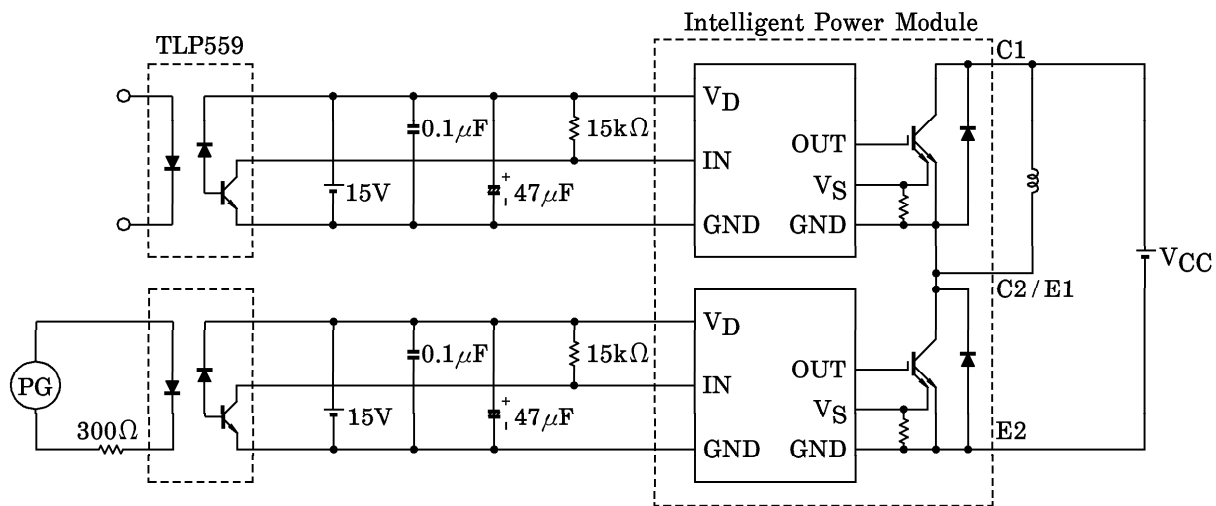 Intelligent Power Module
TLP559
C1
V_D
0.1μF
15kΩ
OUT
IN
15V
+
-
47μF
V_S
GND
GND
V_CC
C2/E1
V_D
0.1μF
15kΩ
OUT
PG
IN
15V
+
-
47μF
V_S
300Ω
E2
GND
GND